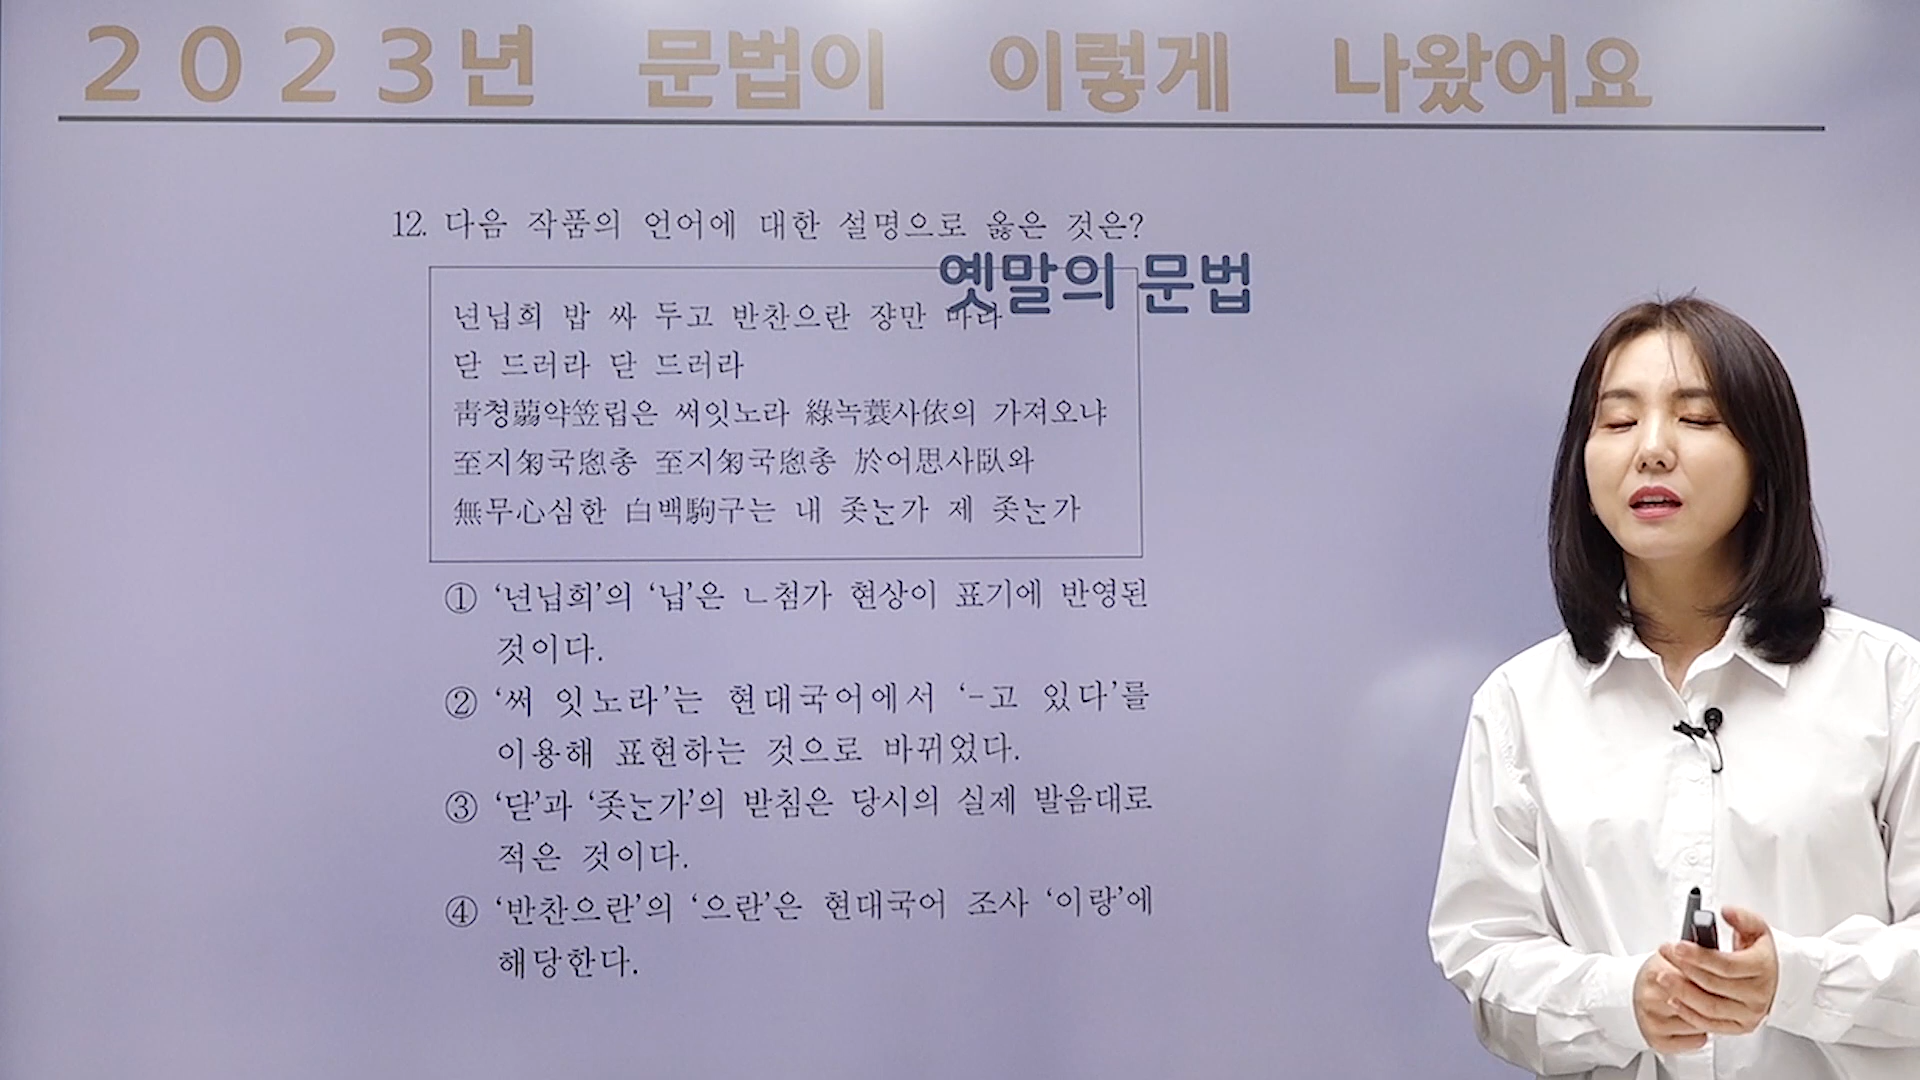 2023년 문법이 이렇게 나왔어요
12. 다음 작품의 언어에 대한 설명으로 옳은 것은?
옛말의 문법
년닙희 밥 싸 두고 반찬으란 쟝만 마라
닫 드러라 닫 드러라
靑청蒻약笠립은 써잇노라 綠녹蓑사依의 가져오냐
至지匊국悤총 至지匊국悤총 於어思사臥와
無무心심한 白백駒구는 내 좃는가 제 좃는가
① ‘년닙희’의 ‘닙’은 ㄴ첨가 현상이 표기에 반영된
것이다.
② ‘써 잇노라’는 현대국어에서 ‘-고 있다’를
이용해 표현하는 것으로 바뀌었다.
③ ‘닫’과 ‘좃는가’의 받침은 당시의 실제 발음대로
적은 것이다.
④ ‘반찬으란’의 ‘으란’은 현대국어 조사 ‘이랑’에
해당한다.